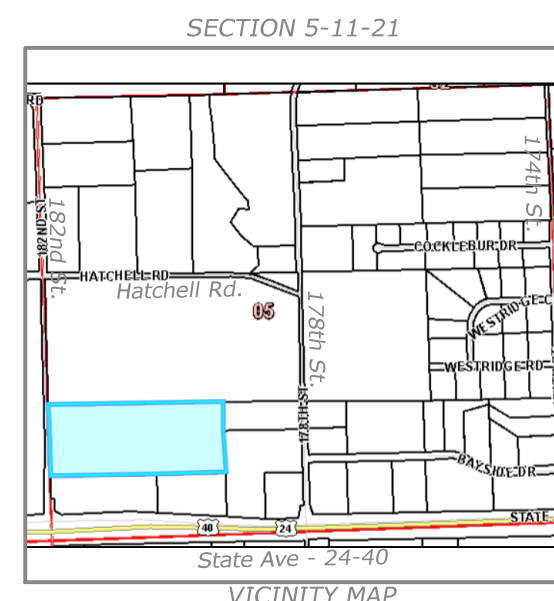 SECTION 5-11-21
RD
182ND ST
182nd St.
174th St.
COCKLEBUR DR
HATCHELL RD
Hatchell Rd.
05
178th St.
WESTRIDGE C
WESTRIDGE RD
178TH ST
BAYSIDE DR
STATE
40
24
State Ave - 24-40
VICINITY MAP